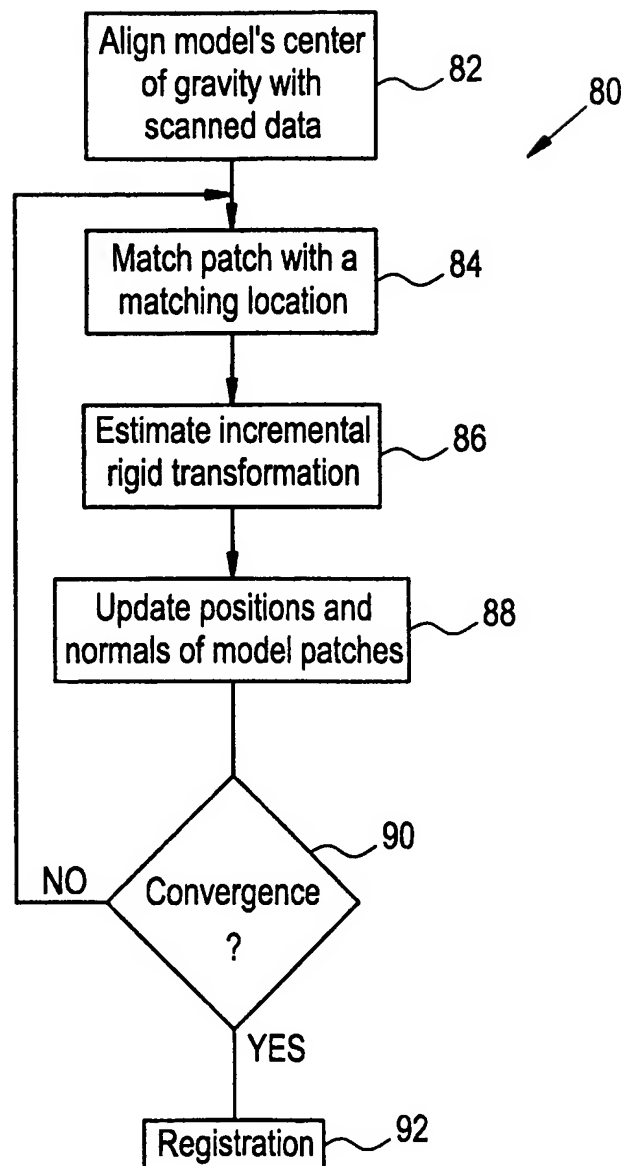 Align model's center
of gravity with
scanned data
82
80
Match patch with a
matching location
84
Estimate incremental
rigid transformation
86
Update positions and
normals of model patches
88
90
NO
Convergence
?
YES
Registration
92